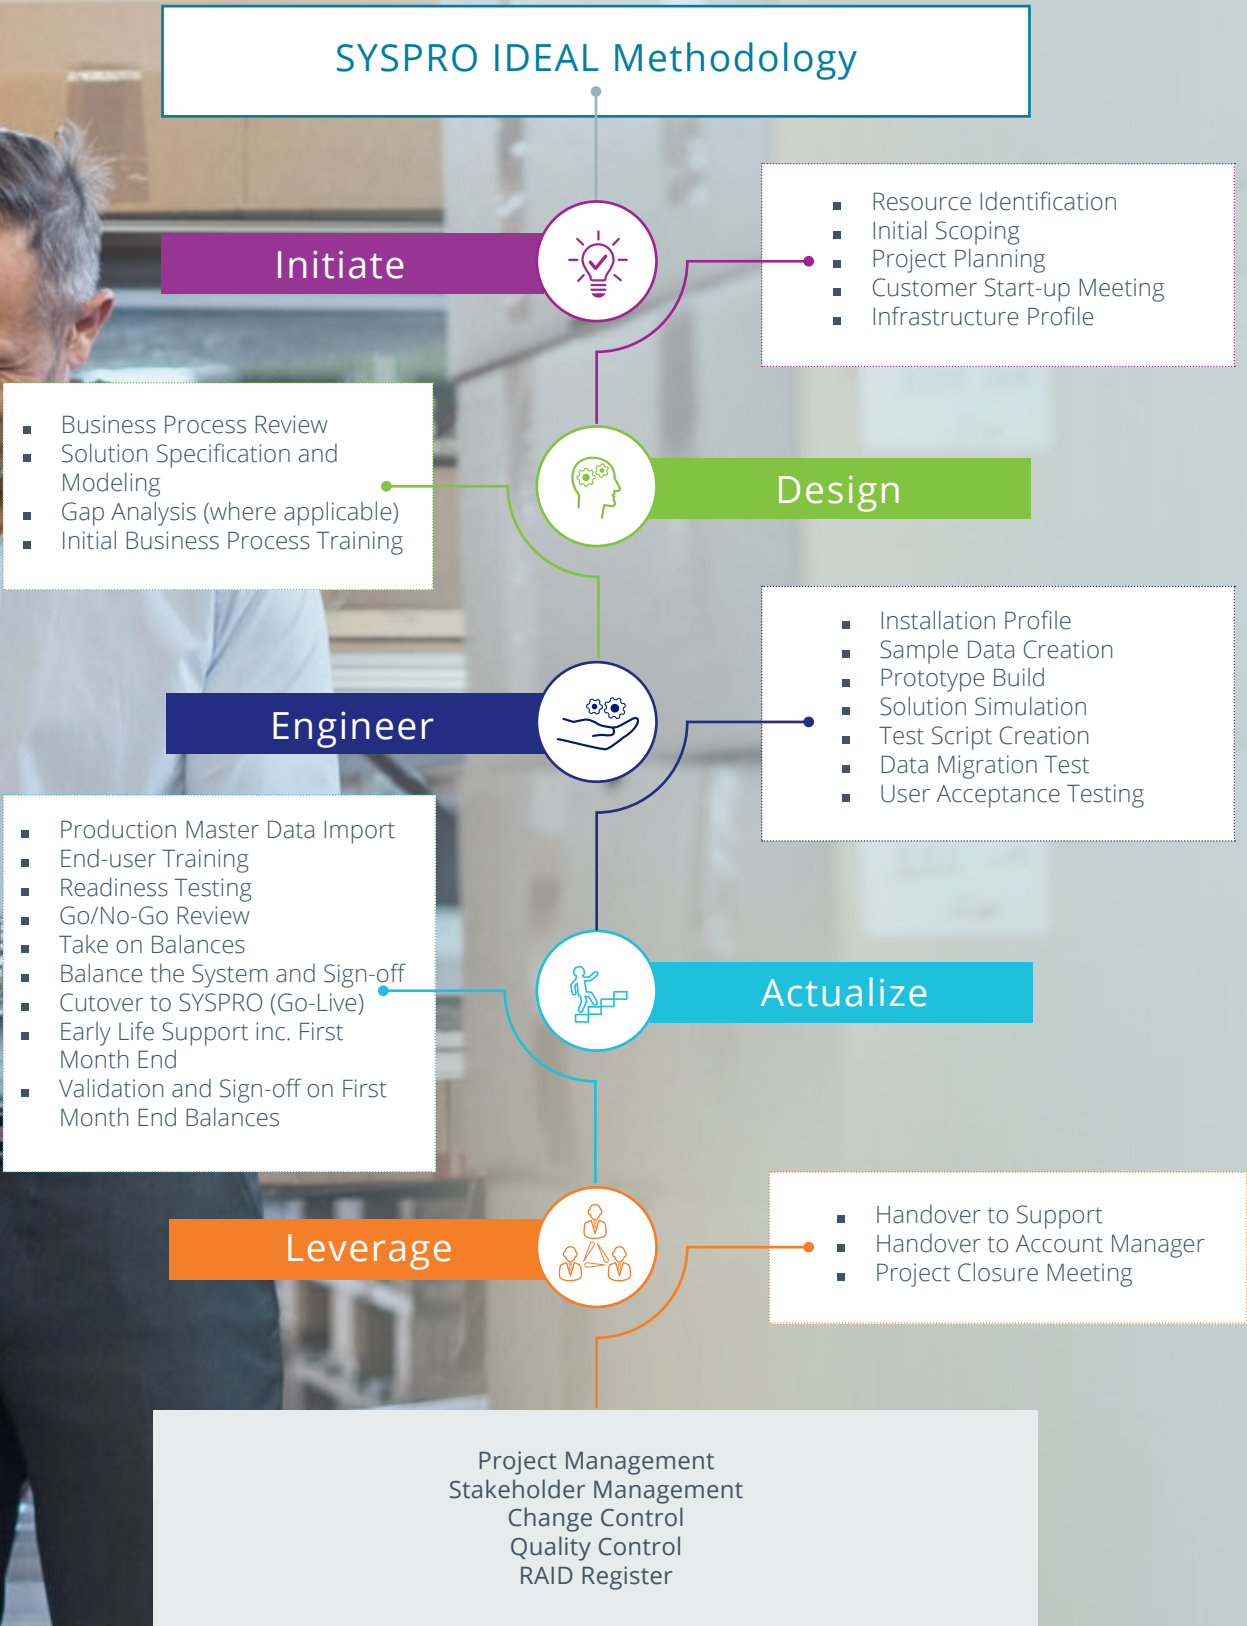 SYSPRO IDEAL Methodology
Initiate
Resource Identification
Initial Scoping
Project Planning
Customer Start-up Meeting
Infrastructure Profile
Design
Business Process Review
Solution Specification and
Modeling
Gap Analysis (where applicable)
Initial Business Process Training
Engineer
Installation Profile
Sample Data Creation
Prototype Build
Solution Simulation
Test Script Creation
Data Migration Test
User Acceptance Testing
Actualize
Production Master Data Import
End-user Training
Readiness Testing
Go/No-Go Review
Take on Balances
Balance the System and Sign-off
Cutover to SYSPRO (Go-Live)
Early Life Support inc. First
Month End
Validation and Sign-off on First
Month End Balances
Leverage
Handover to Support
Handover to Account Manager
Project Closure Meeting
Project Management
Stakeholder Management
Change Control
Quality Control
RAID Register